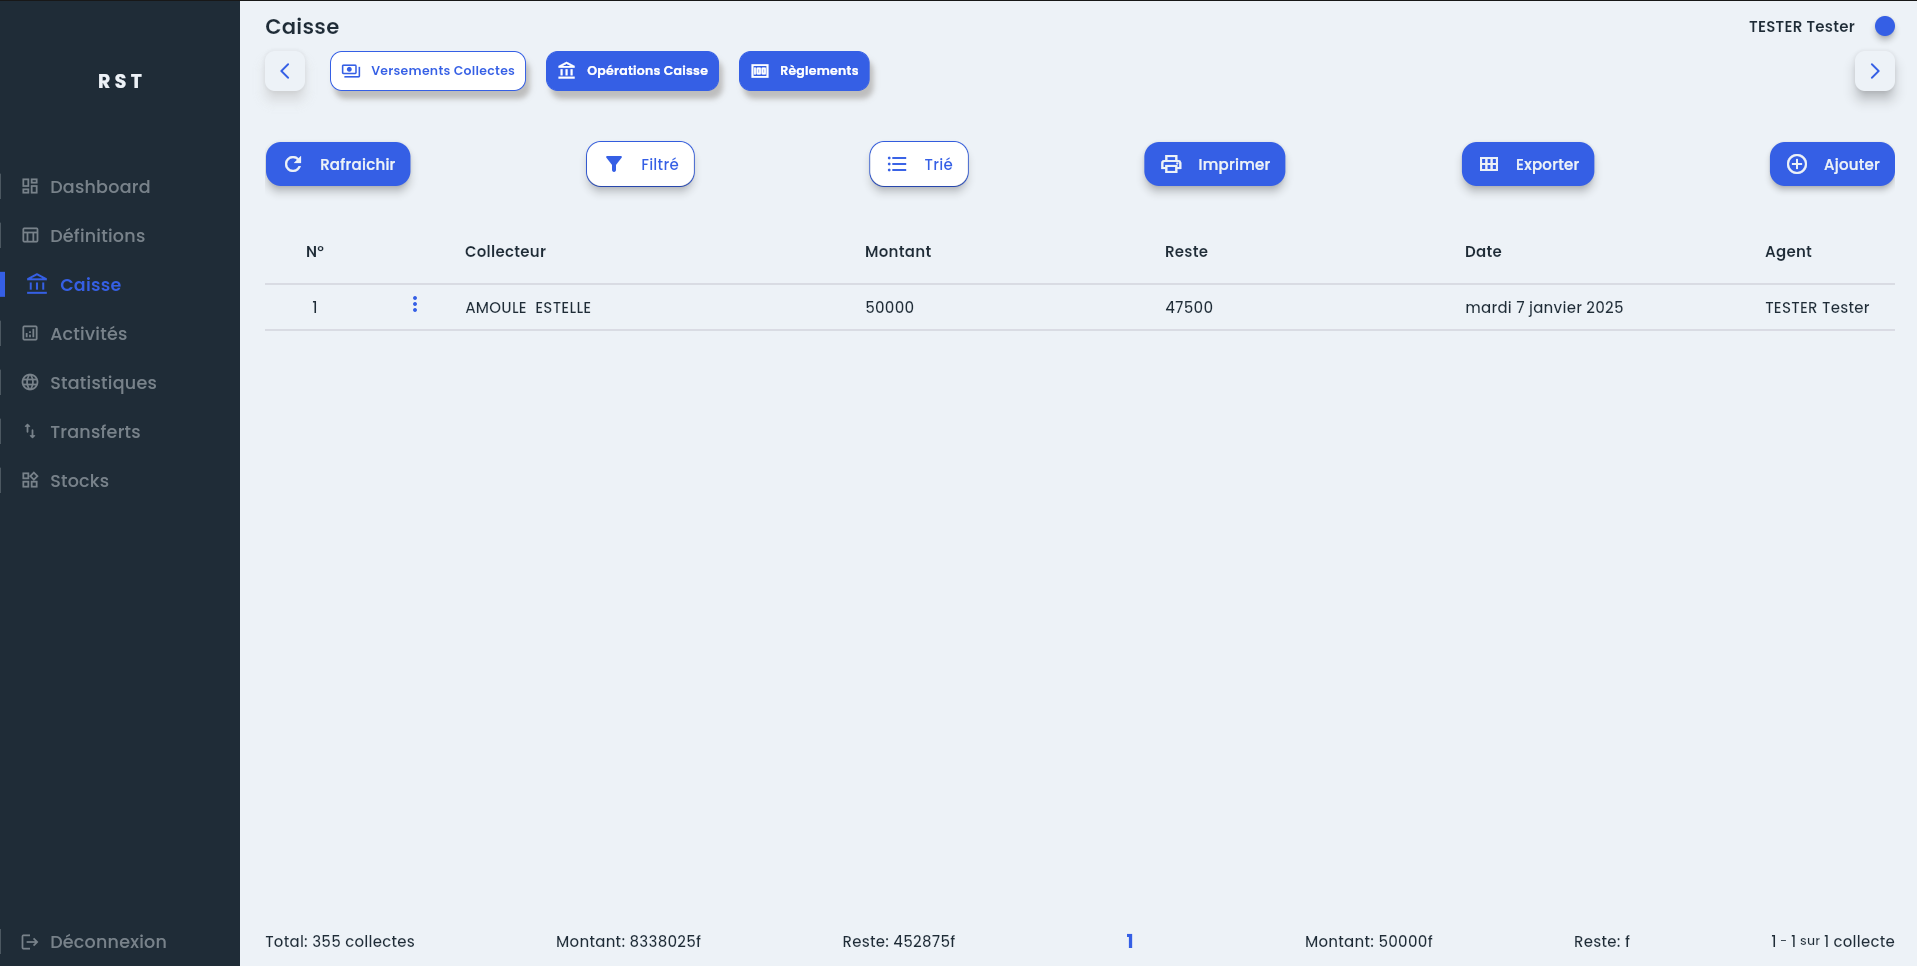 RST
Dashboard
Définitions
Caisse
Activités
Statistiques
Transferts
Stocks
Déconnexion
Caisse
TESTER Tester
Versements Collectes
Opérations Caisse
Règlements
Rafraichir
Filtré
Trié
Imprimer
Exporter
Ajouter
N° Collecteur Montant Reste Date Agent
1 AMOULE ESTELLE 50000 47500 mardi 7 janvier 2025 TESTER Tester
Total: 355 collectes Montant: 8338025f Reste: 452875f 1 Montant: 50000f Reste: f 1 - 1 sur 1 collecte